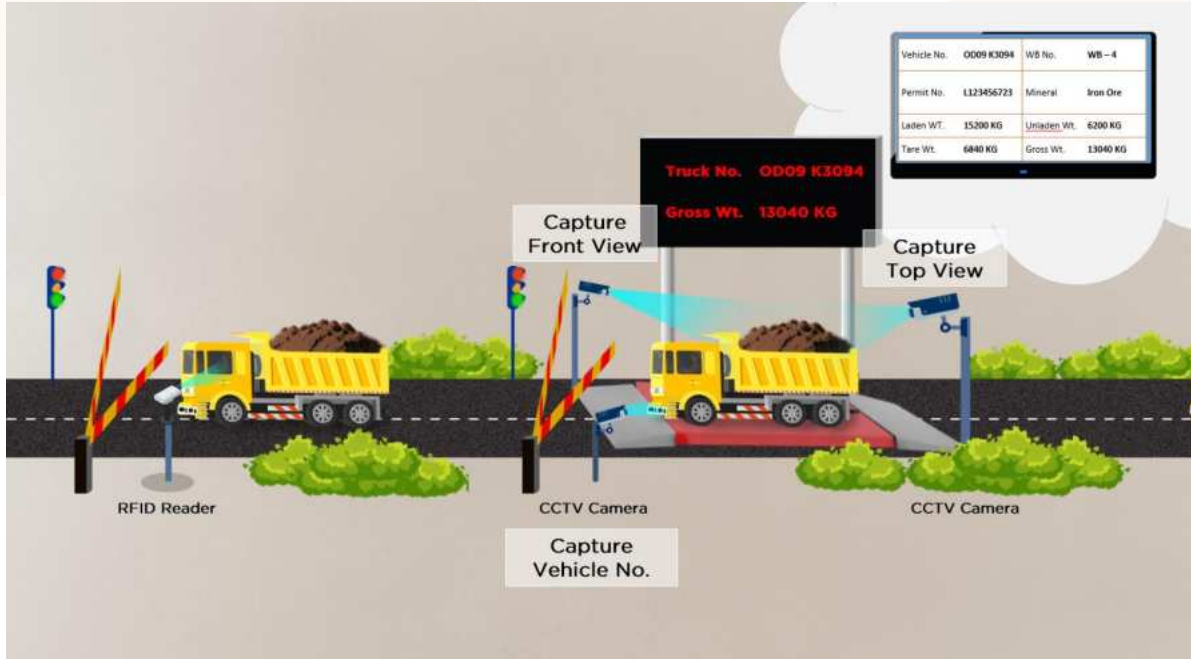 Vehicle No. OD09 K3094 WB No. WB – 4
Permit No. L123456723 Mineral Iron Ore
Laden WT. 15200 KG Unladen Wt. 6200 KG
Tare Wt. 6840 KG Gross Wt. 13040 KG
Truck No. OD09 K3094
Gross Wt. 13040 KG
Capture
Front View
Capture
Top View
RFID Reader
CCTV Camera
CCTV Camera
Capture
Vehicle No.